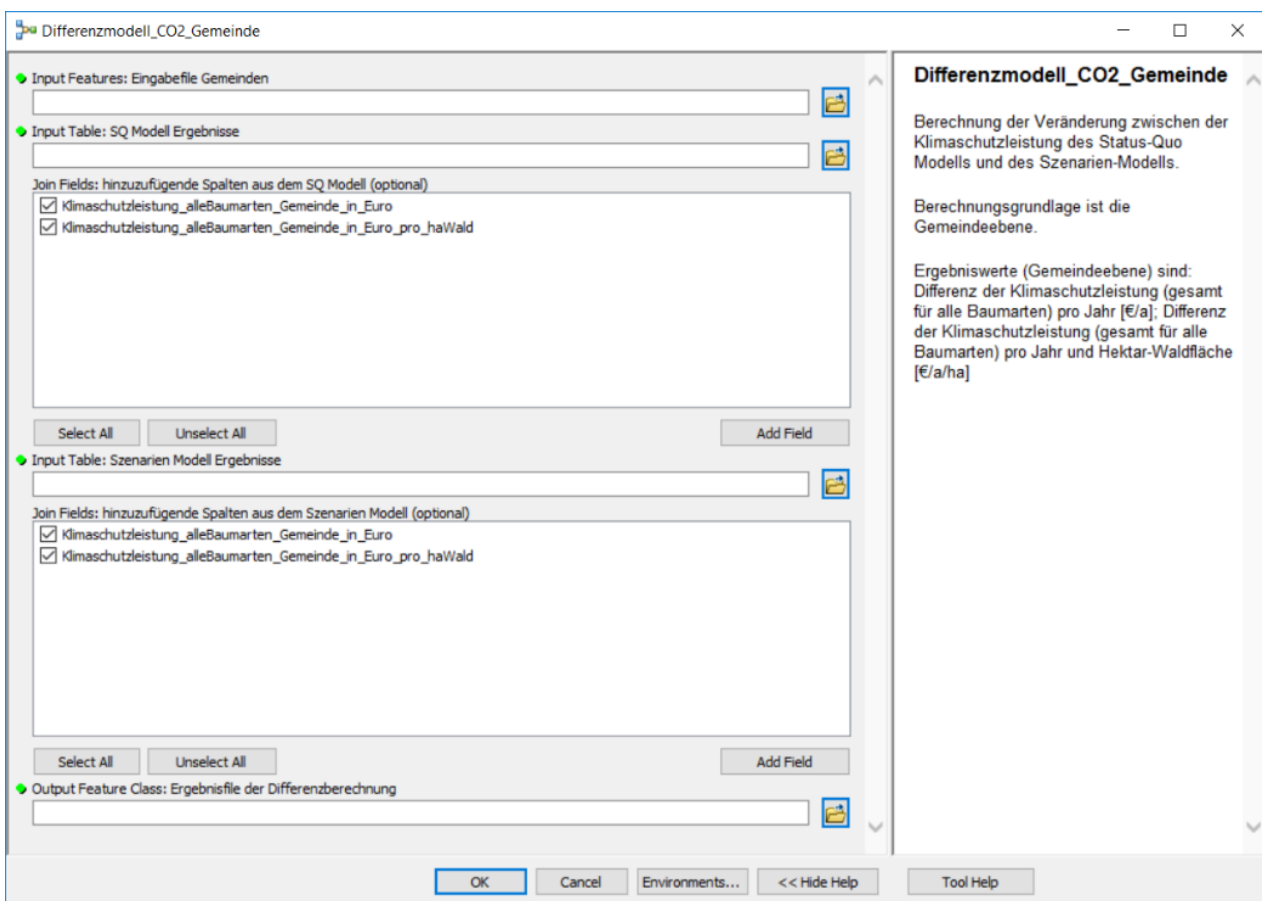 Differenzmodell_CO2_Gemeinde
Input Features: Eingabefile Gemeinden
Input Table: SQ Modell Ergebnisse
Join Fields: hinzuzufügende Spalten aus dem SQ Modell (optional)
Klimaschutzleistung_alleBaumarten_Gemeinde_in_Euro
Klimaschutzleistung_alleBaumarten_Gemeinde_in_Euro_pro_haWald
Select All Unselect All Add Field
Input Table: Szenarien Modell Ergebnisse
Join Fields: hinzuzufügende Spalten aus dem Szenarien Modell (optional)
Klimaschutzleistung_alleBaumarten_Gemeinde_in_Euro
Klimaschutzleistung_alleBaumarten_Gemeinde_in_Euro_pro_haWald
Select All Unselect All Add Field
Output Feature Class: Ergebnisfile der Differenzberechnung
Differenzmodell_CO2_Gemeinde
Berechnung der Veränderung zwischen der
Klimaschutzleistung des Status-Quo
Modells und des Szenarien-Modells.
Berechnungsgrundlage ist die
Gemeindeebene.
Ergebniswerte (Gemeindeebene) sind:
Differenz der Klimaschutzleistung (gesamt
für alle Baumarten) pro Jahr [€/a]; Differenz
der Klimaschutzleistung (gesamt für alle
Baumarten) pro Jahr und Hektar-Waldfläche
[€/a/ha]
OK Cancel Environments... << Hide Help Tool Help